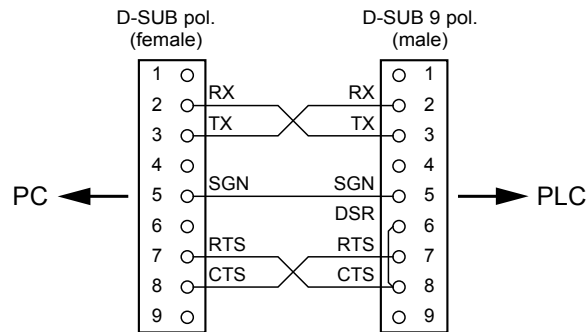 D-SUB pol.
(female)
D-SUB 9 pol.
(male)
1 1
2 RX RX 2
3 TX TX 3
4 4
PC 5 SGN SGN 5 PLC
6 DSR 6
7 RTS RTS 7
8 CTS CTS 8
9 9